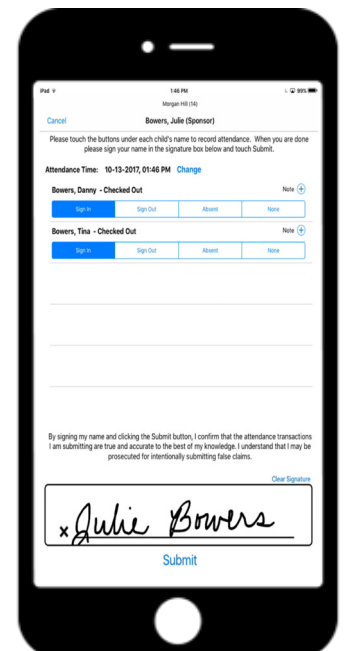 iPad 1:46 PM 99%
Morgan Hill (14)
Cancel Bowers, Julie (Sponsor)
Please touch the buttons under each child's name to record attendance. When you are done
please sign your name in the signature box below and touch Submit.
Attendance Time: 10-13-2017, 01:46 PM Change
Bowers, Danny - Checked Out Note
Sign In Sign Out Absent None
Bowers, Tina - Checked Out Note
Sign In Sign Out Absent None
By signing my name and clicking the Submit button, I confirm that the attendance transactions
I am submitting are true and accurate to the best of my knowledge. I understand that I may be
prosecuted for intentionally submitting false claims.
Clear Signature
x Julie Bowers
Submit